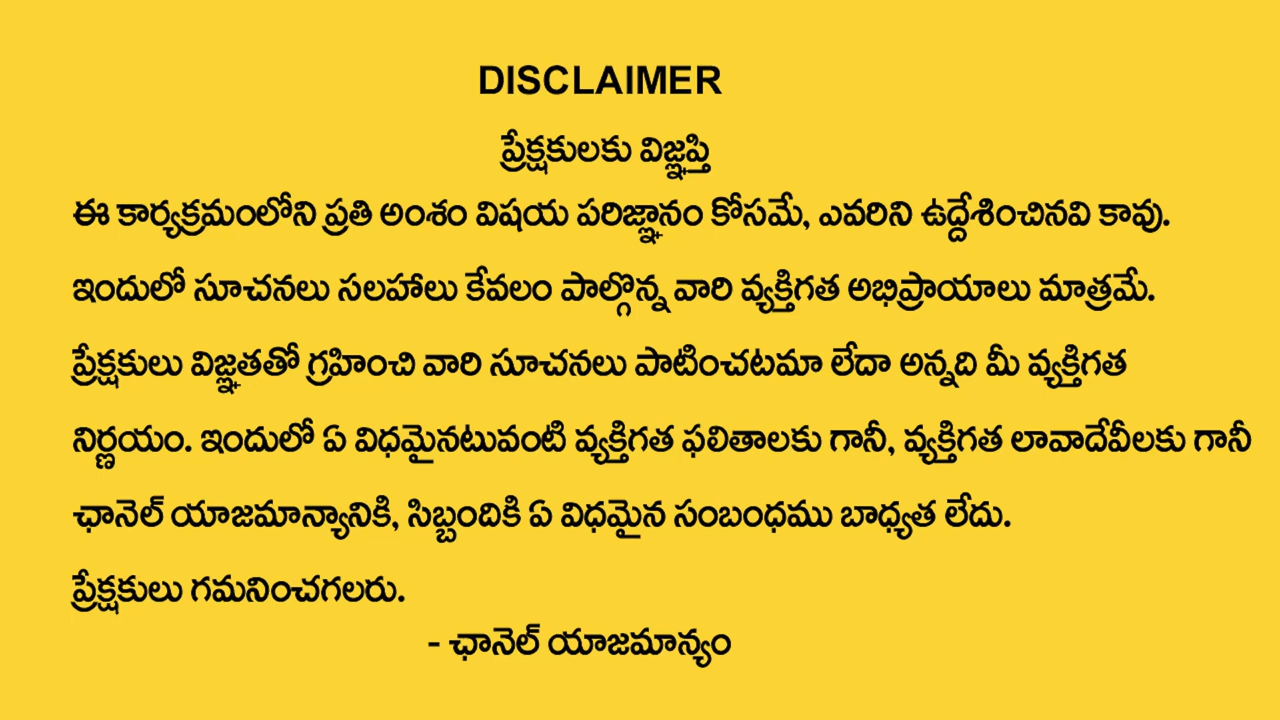 DISCLAIMER
ప్రేక్షకులకు విజ్ఞప్తి
ఈ కార్యక్రమంలోని ప్రతి అంశం విషయ పరిజ్ఞానం కోసమే, ఎవరిని ఉద్దేశించినవి కావు.
ఇందులో సూచనలు సలహాలు కేవలం పాల్గొన్న వారి వ్యక్తిగత అభిప్రాయాలు మాత్రమే.
ప్రేక్షకులు విజ్ఞతతో గ్రహించి వారి సూచనలు పాటించటమా లేదా అన్నది మీ వ్యక్తిగత
నిర్ణయం. ఇందులో ఏ విధమైనటువంటి వ్యక్తిగత ఫలితాలకు గానీ, వ్యక్తిగత లావాదేవీలకు గానీ
ఛానెల్ యాజమాన్యానికి, సిబ్బందికి ఏ విధమైన సంబంధము బాధ్యత లేదు.
ప్రేక్షకులు గమనించగలరు.
- ఛానెల్ యాజమాన్యం